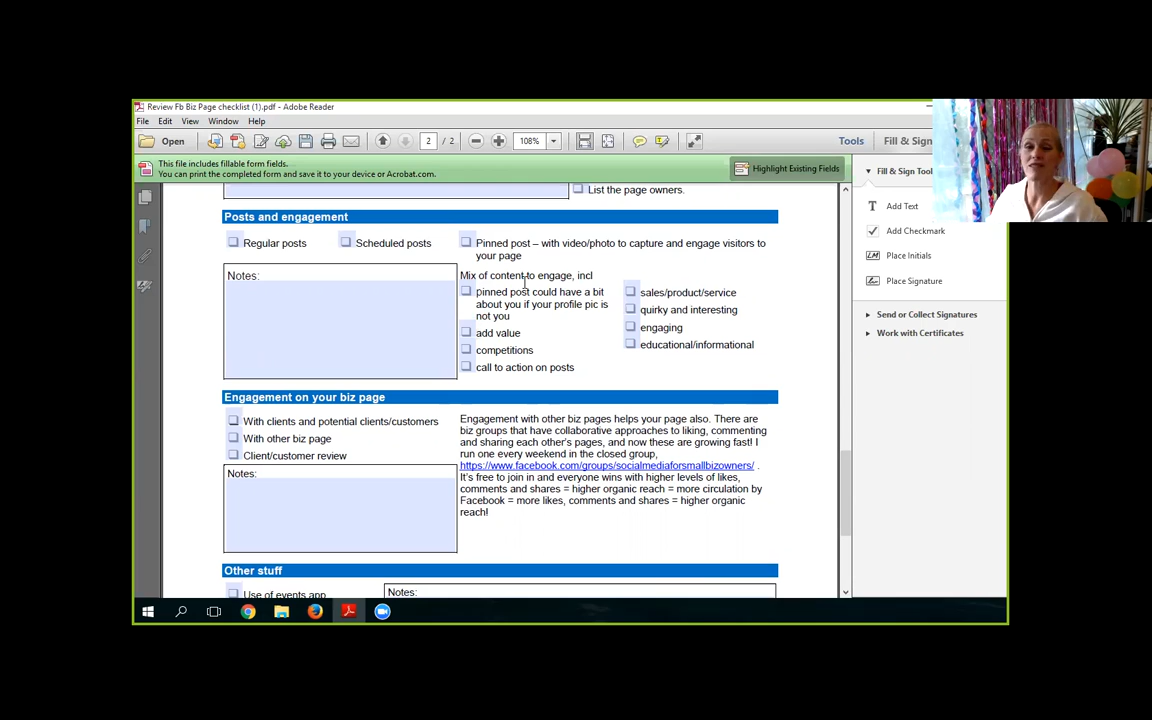 Review Fb Biz Page checklist (1).pdf - Adobe Reader
File Edit View Window Help
Open 2 / 2 108% Tools Fill & Sign
This file includes fillable form fields.
You can print the completed form and save it to your device or Acrobat.com.
Highlight Existing Fields
Fill & Sign Tool
Add Text
Add Checkmark
Place Initials
Place Signature
Send or Collect Signatures
Work with Certificates
List the page owners.
Posts and engagement
Regular posts
Scheduled posts
Pinned post – with video/photo to capture and engage visitors to
your page
Notes:
Mix of content to engage, incl
pinned post could have a bit
about you if your profile pic is
not you
add value
competitions
call to action on posts
sales/product/service
quirky and interesting
engaging
educational/informational
Engagement on your biz page
With clients and potential clients/customers
With other biz page
Client/customer review
Notes:
Engagement with other biz pages helps your page also. There are
biz groups that have collaborative approaches to liking, commenting
and sharing each other's pages, and now these are growing fast! I
run one every weekend in the closed group,
https://www.facebook.com/groups/socialmediaforsmallbizowners/ .
It's free to join in and everyone wins with higher levels of likes,
comments and shares = higher organic reach = more circulation by
Facebook = more likes, comments and shares = higher organic
reach!
Other stuff
Use of events app
Notes: